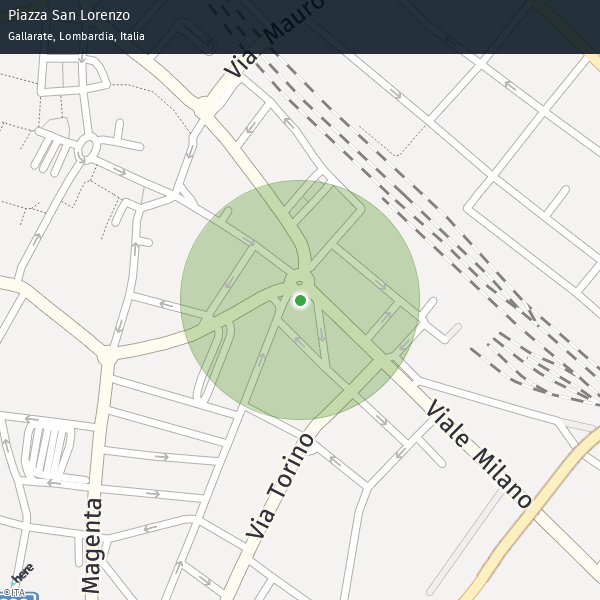 Piazza San Lorenzo
Gallarate, Lombardia, Italia
Via Mauro
Viale Milano
Via Torino
Magenta
here
© ITA